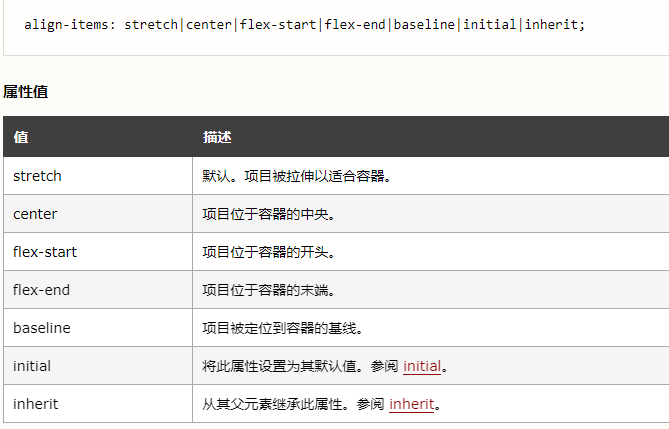 align-items: stretch|center|flex-start|flex-end|baseline|initial|inherit;
属性值
值 描述
stretch 默认。项目被拉伸以适合容器。
center 项目位于容器的中央。
flex-start 项目位于容器的开头。
flex-end 项目位于容器的末端。
baseline 项目被定位到容器的基线。
initial 将此属性设置为其默认值。参阅 initial。
inherit 从其父元素继承此属性。参阅 inherit。